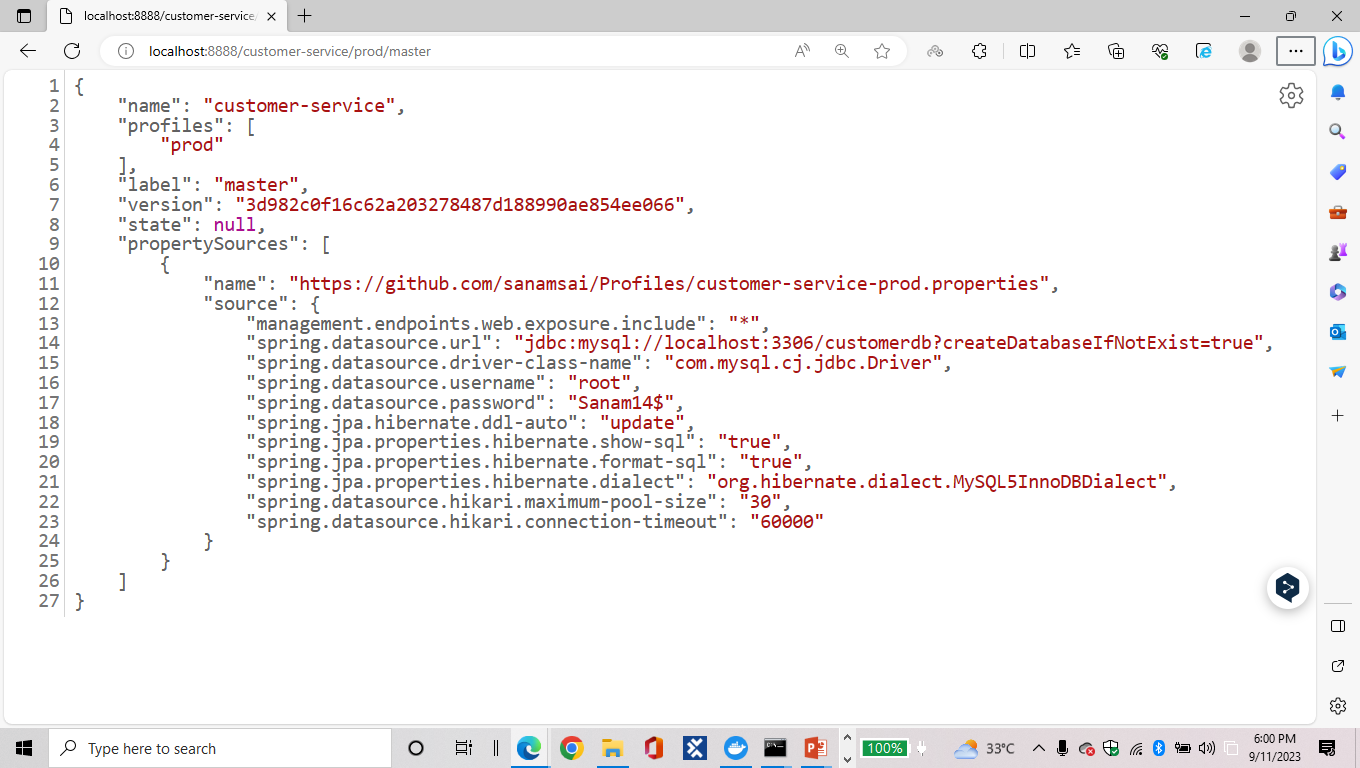 localhost:8888/customer-service/
localhost:8888/customer-service/prod/master
1 {
2 "name": "customer-service",
3 "profiles": [
4 "prod"
5 ],
6 "label": "master",
7 "version": "3d982c0f16c62a203278487d188990ae854ee066",
8 "state": null,
9 "propertySources": [
10 {
11 "name": "https://github.com/sanamsai/Profiles/customer-service-prod.properties",
12 "source": {
13 "management.endpoints.web.exposure.include": "*",
14 "spring.datasource.url": "jdbc:mysql://localhost:3306/customerdb?createDatabaseIfNotExist=true",
15 "spring.datasource.driver-class-name": "com.mysql.cj.jdbc.Driver",
16 "spring.datasource.username": "root",
17 "spring.datasource.password": "Sanam14$",
18 "spring.jpa.hibernate.ddl-auto": "update",
19 "spring.jpa.properties.hibernate.show-sql": "true",
20 "spring.jpa.properties.hibernate.format-sql": "true",
21 "spring.jpa.properties.hibernate.dialect": "org.hibernate.dialect.MySQL5InnoDBDialect",
22 "spring.datasource.hikari.maximum-pool-size": "30",
23 "spring.datasource.hikari.connection-timeout": "60000"
24 }
25 }
26 ]
27 }
Type here to search
100%
33°C
6:00 PM
9/11/2023